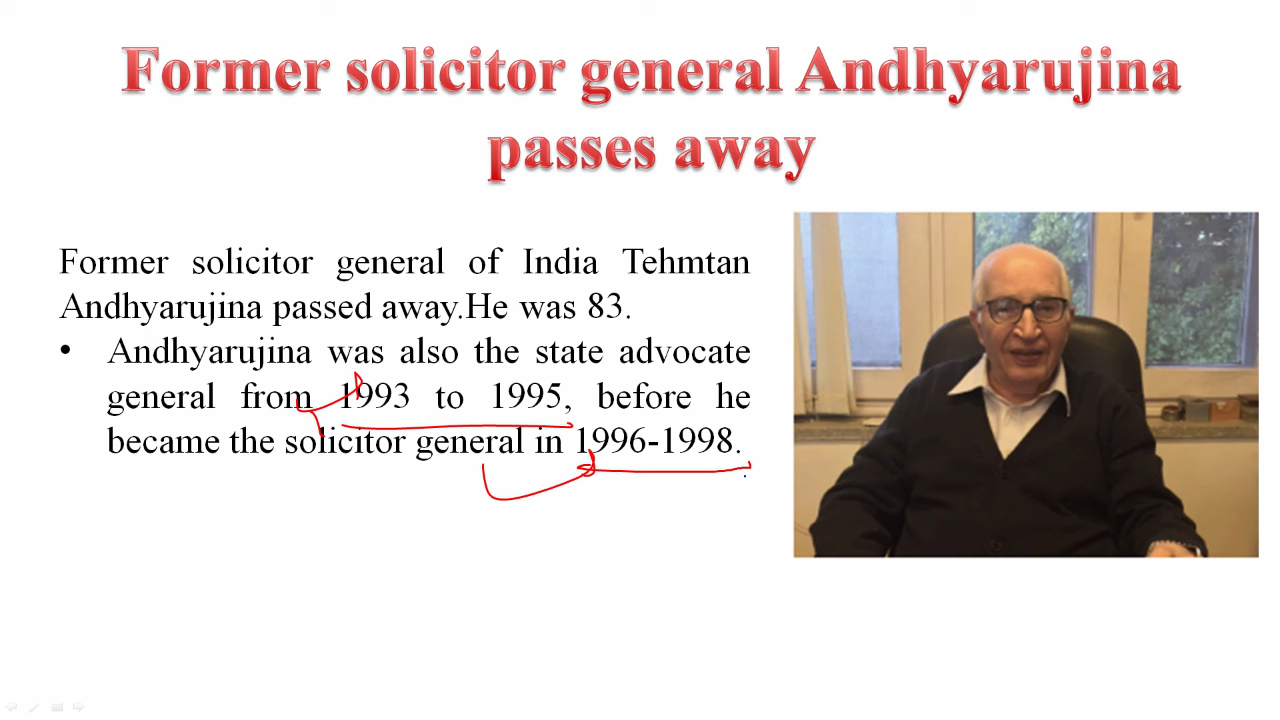 Former solicitor general Andhyarujina
passes away
Former solicitor general of India Tehmtan
Andhyarujina passed away.He was 83.
• Andhyarujina was also the state advocate
general from 1993 to 1995, before he
became the solicitor general in 1996-1998.